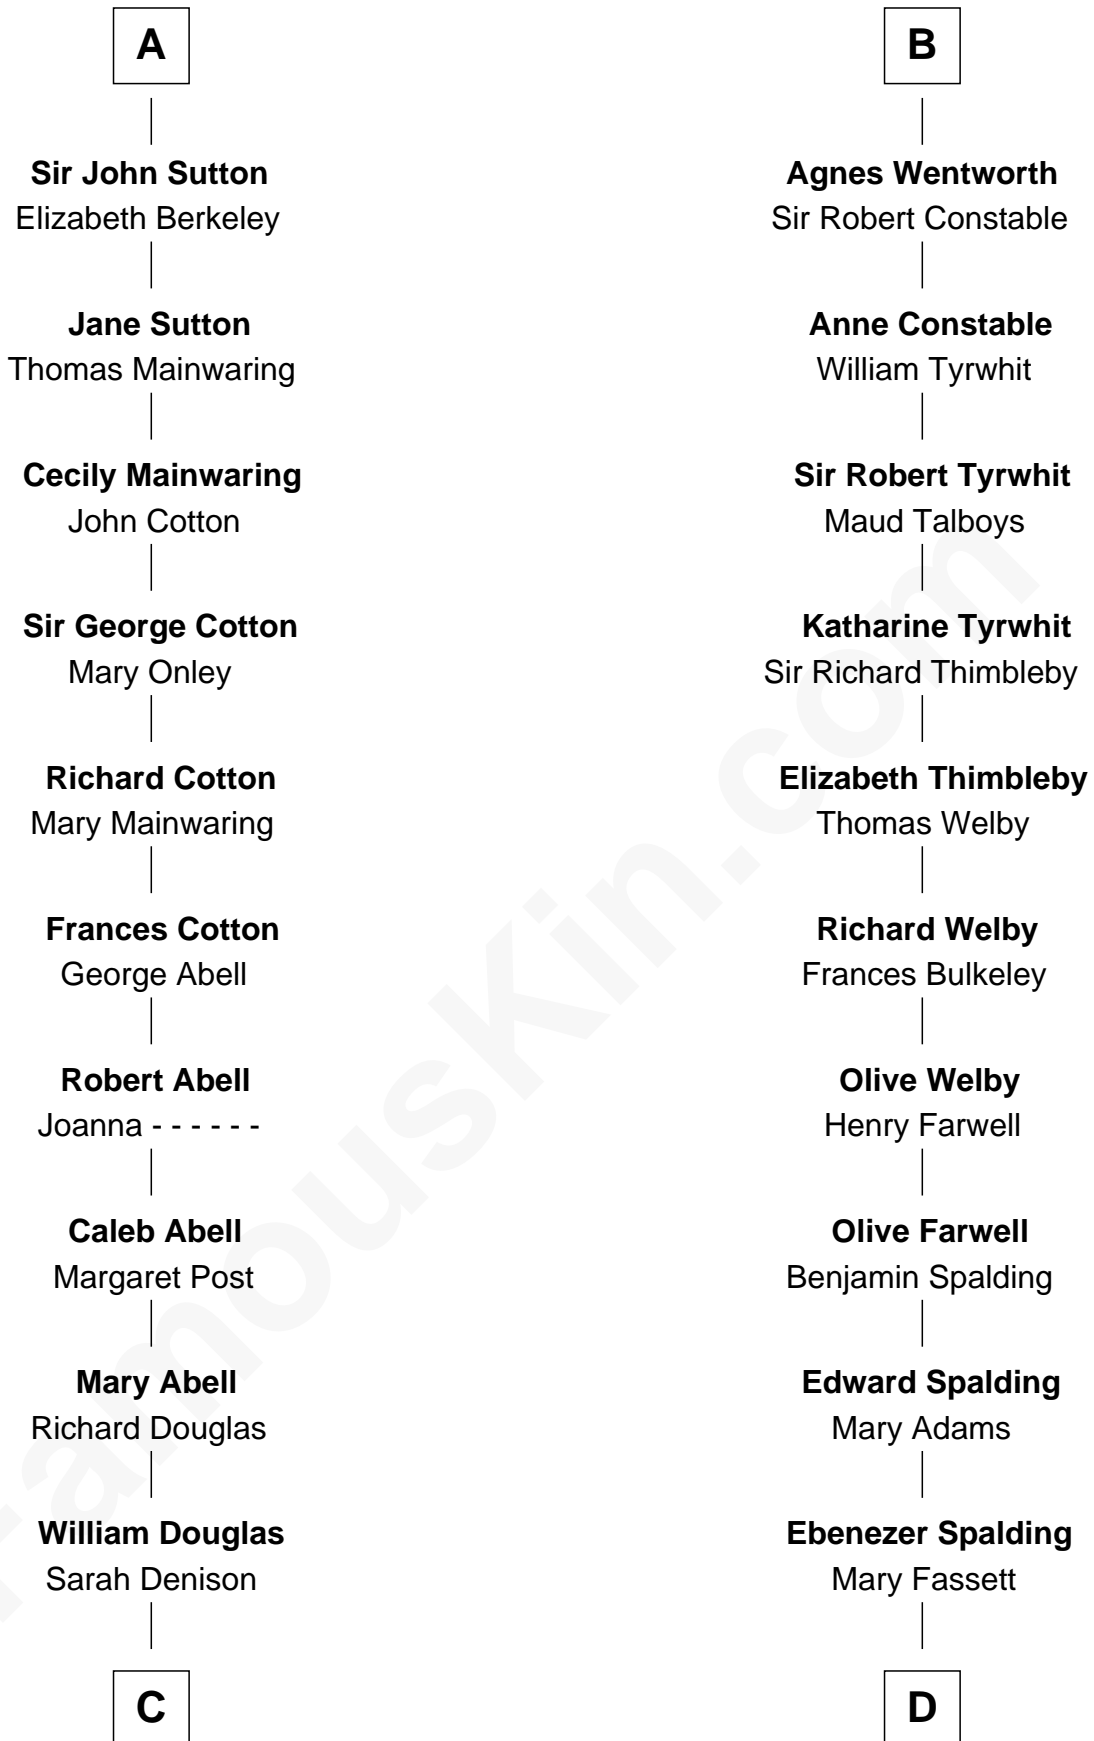 A
Sir John Sutton
Elizabeth Berkeley
Jane Sutton
Thomas Mainwaring
Cecily Mainwaring
John Cotton
Sir George Cotton
Mary Onley
Richard Cotton
Mary Mainwaring
Frances Cotton
George Abell
Robert Abell
Joanna - - - - - -
Caleb Abell
Margaret Post
Mary Abell
Richard Douglas
William Douglas
Sarah Denison
C
B
Agnes Wentworth
Sir Robert Constable
Anne Constable
William Tyrwhit
Sir Robert Tyrwhit
Maud Talboys
Katharine Tyrwhit
Sir Richard Thimbleby
Elizabeth Thimbleby
Thomas Welby
Richard Welby
Frances Bulkeley
Olive Welby
Henry Farwell
Olive Farwell
Benjamin Spalding
Edward Spalding
Mary Adams
Ebenezer Spalding
Mary Fassett
D
FamousKin.com